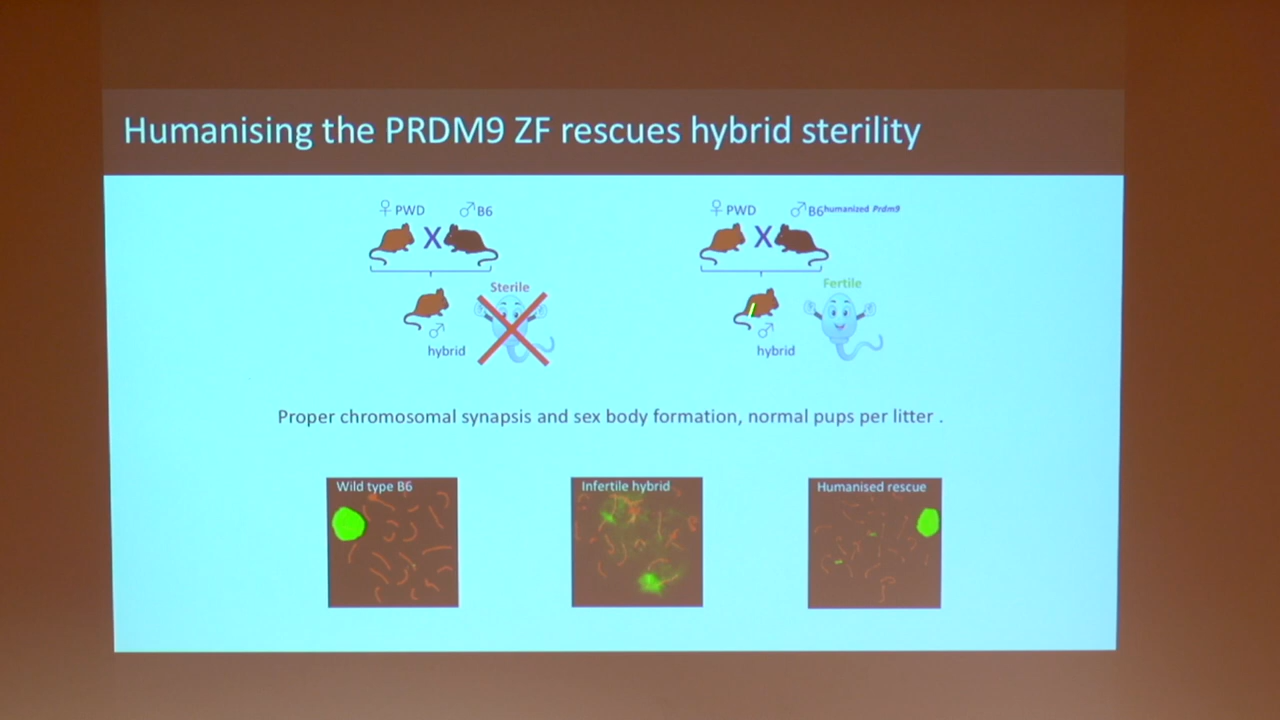 Humanising the PRDM9 ZF rescues hybrid sterility
♀ PWD ♂ B6
X
Sterile
♂
hybrid
♀ PWD ♂ B6humanized Prdm9
X
Fertile
♂
hybrid
Proper chromosomal synapsis and sex body formation, normal pups per litter .
Wild type B6
Infertile hybrid
Humanised rescue